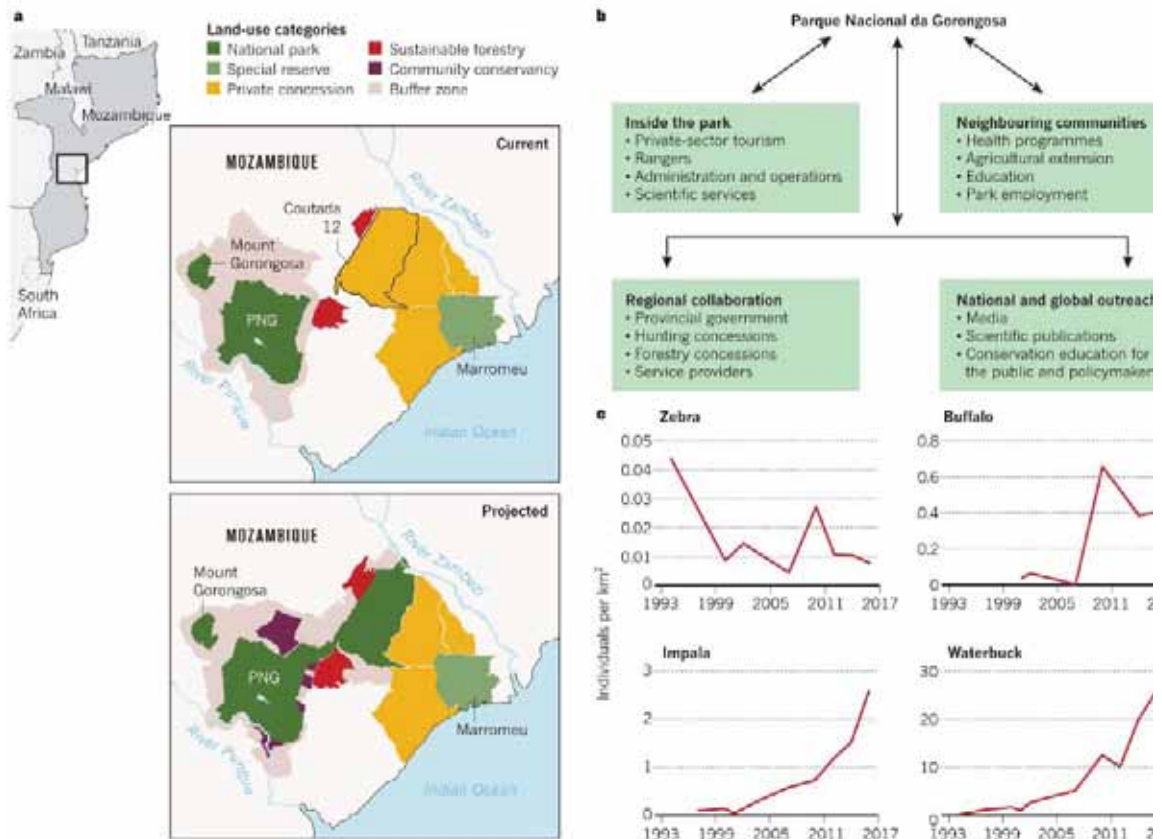 a
Tanzania
Zambia
Malawi
Mozambique
South
Africa
Land-use categories
National park
Special reserve
Private concession
Sustainable forestry
Community conservancy
Buffer zone
Current
MOZAMBIQUE
River Zambezi
Coutada
12
Mount
Gorongosa
PNG
Marromeu
River Pungue
Indian Ocean
Projected
MOZAMBIQUE
River Zambezi
Mount
Gorongosa
PNG
Marromeu
River Pungue
Indian Ocean
b
Parque Nacional da Gorongosa
Inside the park
• Private-sector tourism
• Rangers
• Administration and operations
• Scientific services
Neighbouring communities
• Health programmes
• Agricultural extension
• Education
• Park employment
Regional collaboration
• Provincial government
• Hunting concessions
• Forestry concessions
• Service providers
National and global outreach
• Media
• Scientific publications
• Conservation education for
the public and policymaker
c
Individuals per km²
Zebra
0.05
0.04
0.03
0.02
0.01
0
1993 1999 2005 2011 2017
Buffalo
0.8
0.6
0.4
0.2
0
1993 1999 2005 2011
Impala
3
2
1
0
1993 1999 2005 2011 2017
Waterbuck
30
20
10
0
1993 1999 2005 2011